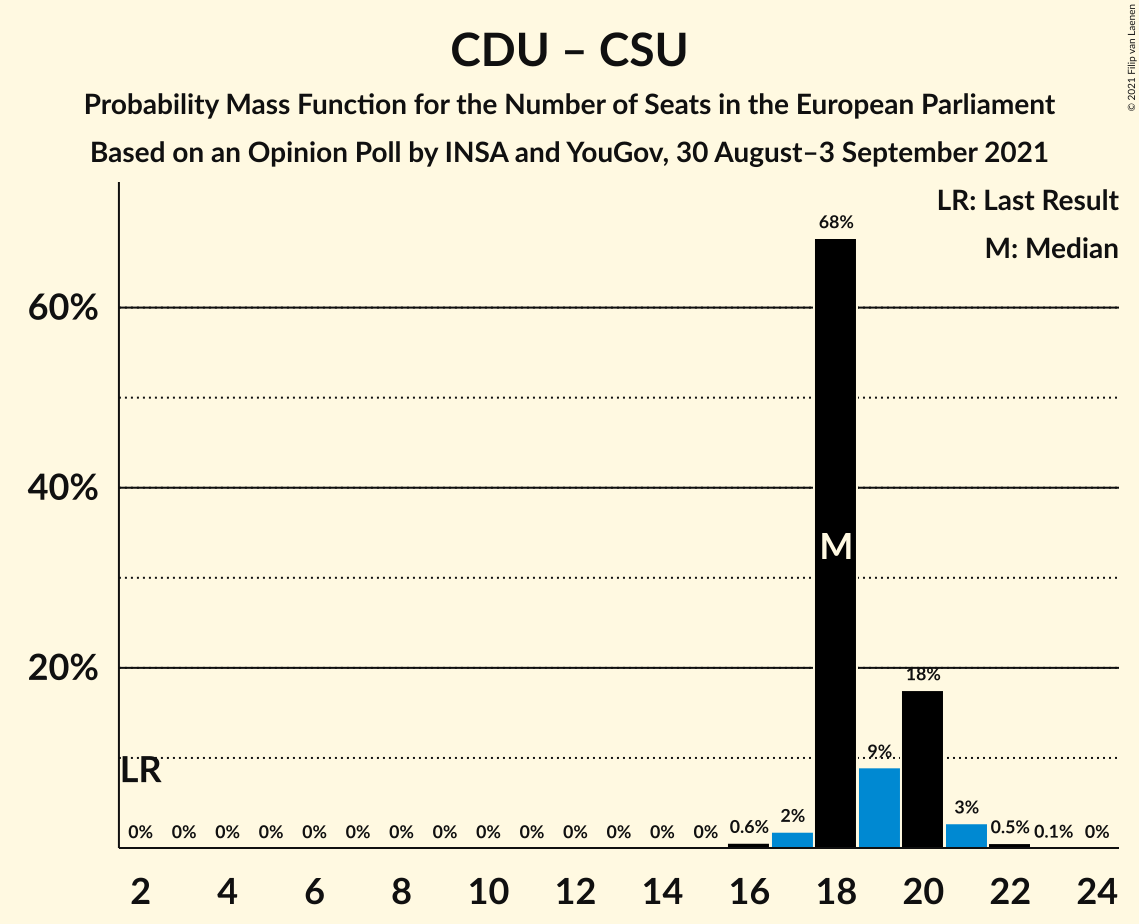 CDU – CSU
Probability Mass Function for the Number of Seats in the European Parliament
Based on an Opinion Poll by INSA and YouGov, 30 August–3 September 2021
© 2021 Filip van Laenen
LR: Last Result
M: Median
60%
40%
20%
LR
M
0% 0% 0% 0% 0% 0% 0% 0% 0% 0% 0% 0% 0% 0% 0.6% 2% 68% 9% 18% 3% 0.5% 0.1% 0%
2 4 6 8 10 12 14 16 18 20 22 24